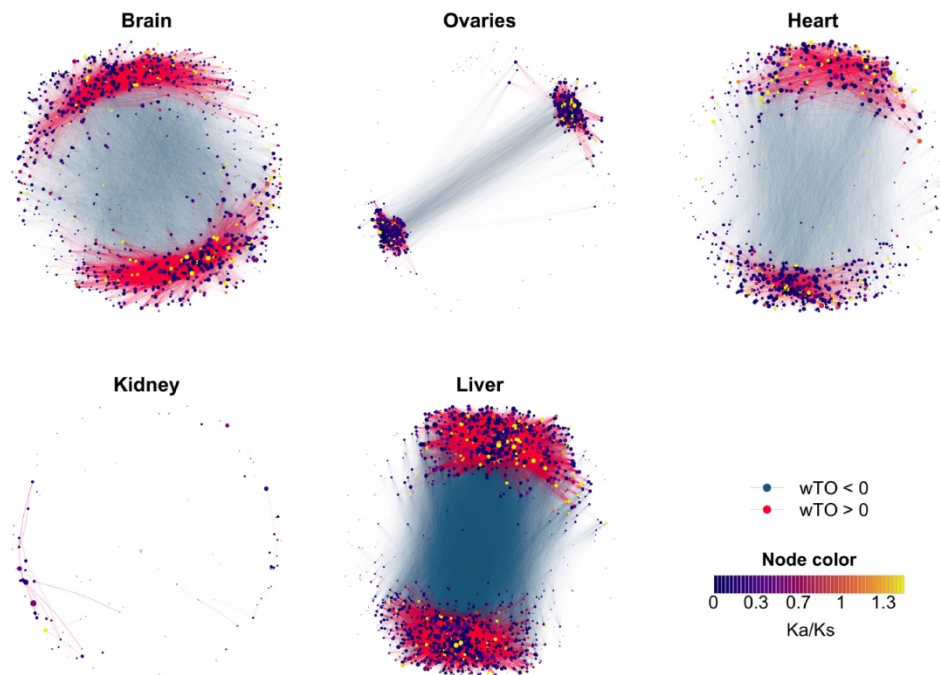 Brain
Ovaries
Heart
Kidney
Liver
wTO < 0
wTO > 0
Node color
0 0.3 0.7 1 1.3
Ka/Ks